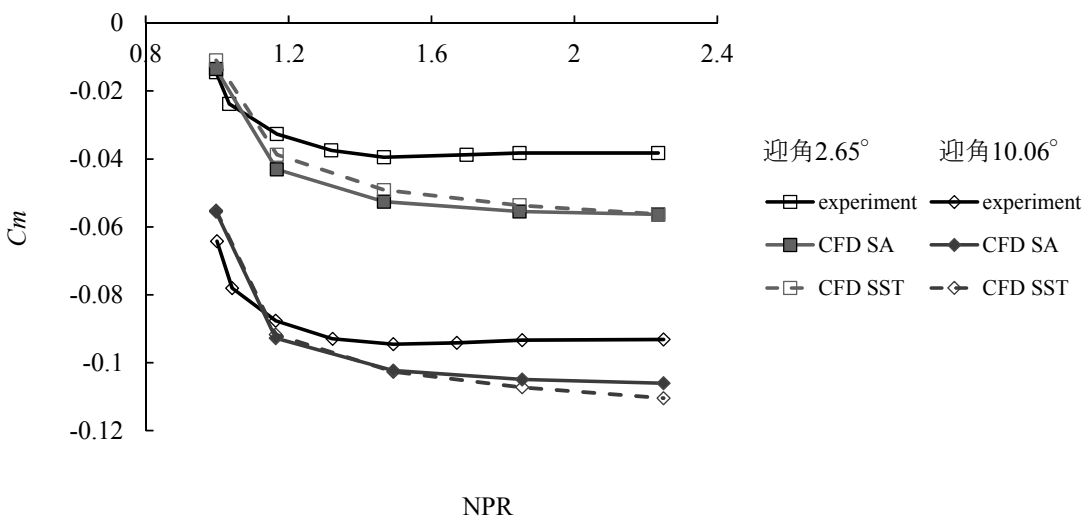 0
0.8 1.2 1.6 2 2.4
-0.02
-0.04
-0.06
-0.08
-0.1
-0.12
Cm
NPR
迎角2.65° 迎角10.06°
experiment experiment
CFD SA CFD SA
CFD SST CFD SST